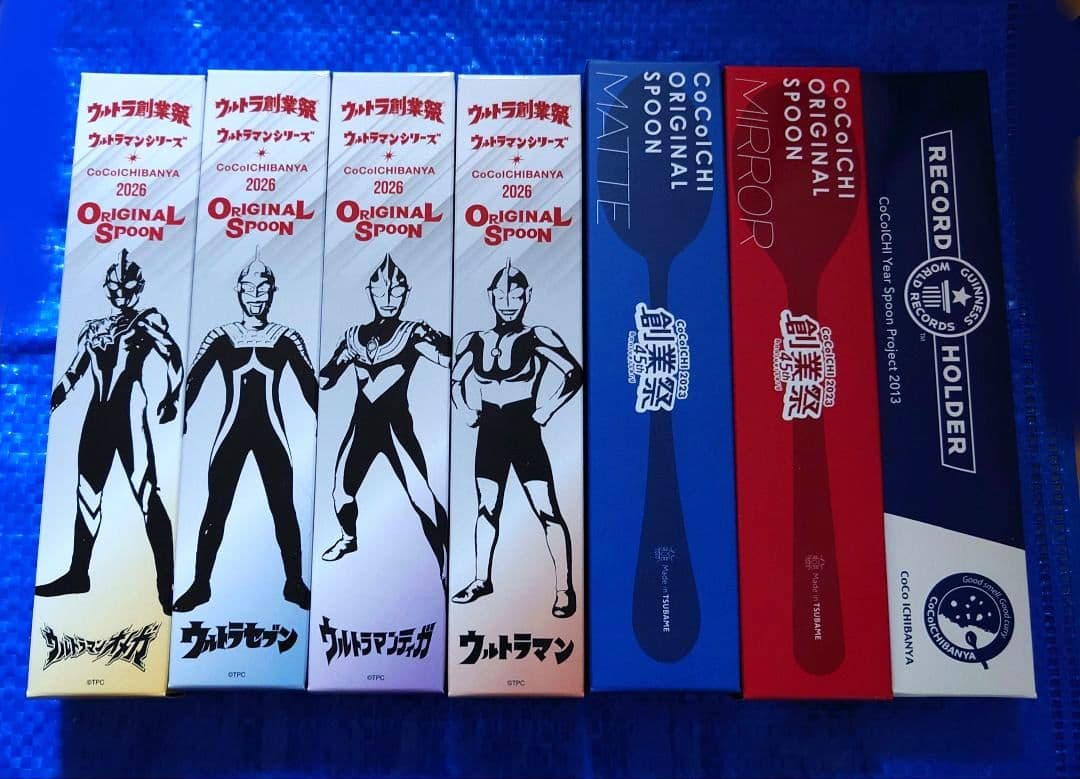 ウルトラ創業祭
ウルトラマンシリーズ
CoCoICHIBANYA
2026
ORIGINAL
SPOON
ウルトラマンオメガ
©TPC
ウルトラ創業祭
ウルトラマンシリーズ
CoCoICHIBANYA
2026
ORIGINAL
SPOON
ウルトラセブン
©TPC
ウルトラ創業祭
ウルトラマンシリーズ
CoCoICHIBANYA
2026
ORIGINAL
SPOON
ウルトラマンティガ
©TPC
ウルトラ創業祭
ウルトラマンシリーズ
CoCoICHIBANYA
2026
ORIGINAL
SPOON
ウルトラマン
©TPC
CoCoICHI
ORIGINAL
SPOON
MATTE
CoCoICHI 2023
創業祭
45th
Made in TSUBAME
CoCoICHI
ORIGINAL
SPOON
MIRROR
CoCoICHI 2023
創業祭
45th
Made in TSUBAME
RECORD HOLDER
GUINNESS
WORLD
RECORDS
TM
CoCoICHI Year Spoon Project 2013
Good smell, Good curry.
CoCoICHIBANYA
CoCo ICHIBANYA